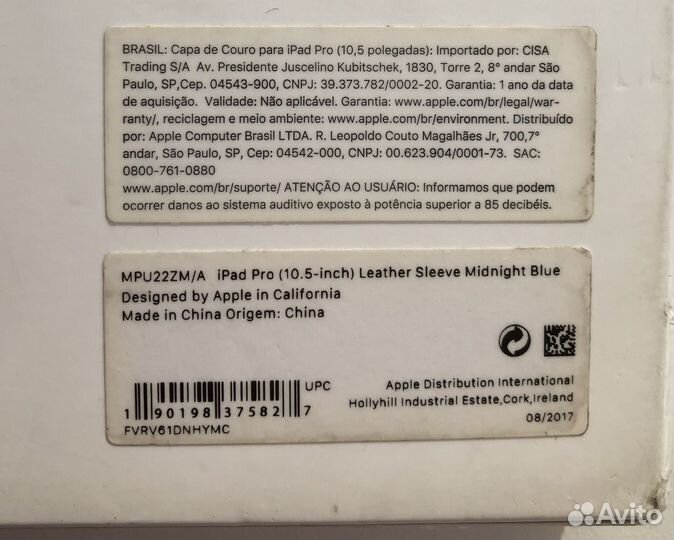 BRASIL: Capa de Couro para iPad Pro (10,5 polegadas): Importado por: CISA
Trading S/A Av. Presidente Juscelino Kubitschek, 1830, Torre 2, 8° andar São
Paulo, SP,Cep. 04543-900, CNPJ: 39.373.782/0002-20. Garantia: 1 ano da data
de aquisição. Validade: Não aplicável. Garantia: www.apple.com/br/legal/war-
ranty/, reciclagem e meio ambiente: www.apple.com/br/environment. Distribuído
por: Apple Computer Brasil LTDA. R. Leopoldo Couto Magalhães Jr, 700,7°
andar, São Paulo, SP, Cep: 04542-000, CNPJ: 00.623.904/0001-73. SAC:
0800-761-0880
www.apple.com/br/suporte/ ATENÇÃO AO USUÁRIO: Informamos que podem
ocorrer danos ao sistema auditivo exposto à potência superior a 85 decibéis.
MPU22ZM/A iPad Pro (10.5-inch) Leather Sleeve Midnight Blue
Designed by Apple in California
Made in China Origem: China
UPC
1 90198 37582 7
FVRV61DNHYMC
Apple Distribution International
Hollyhill Industrial Estate,Cork,Ireland
08/2017
Avito